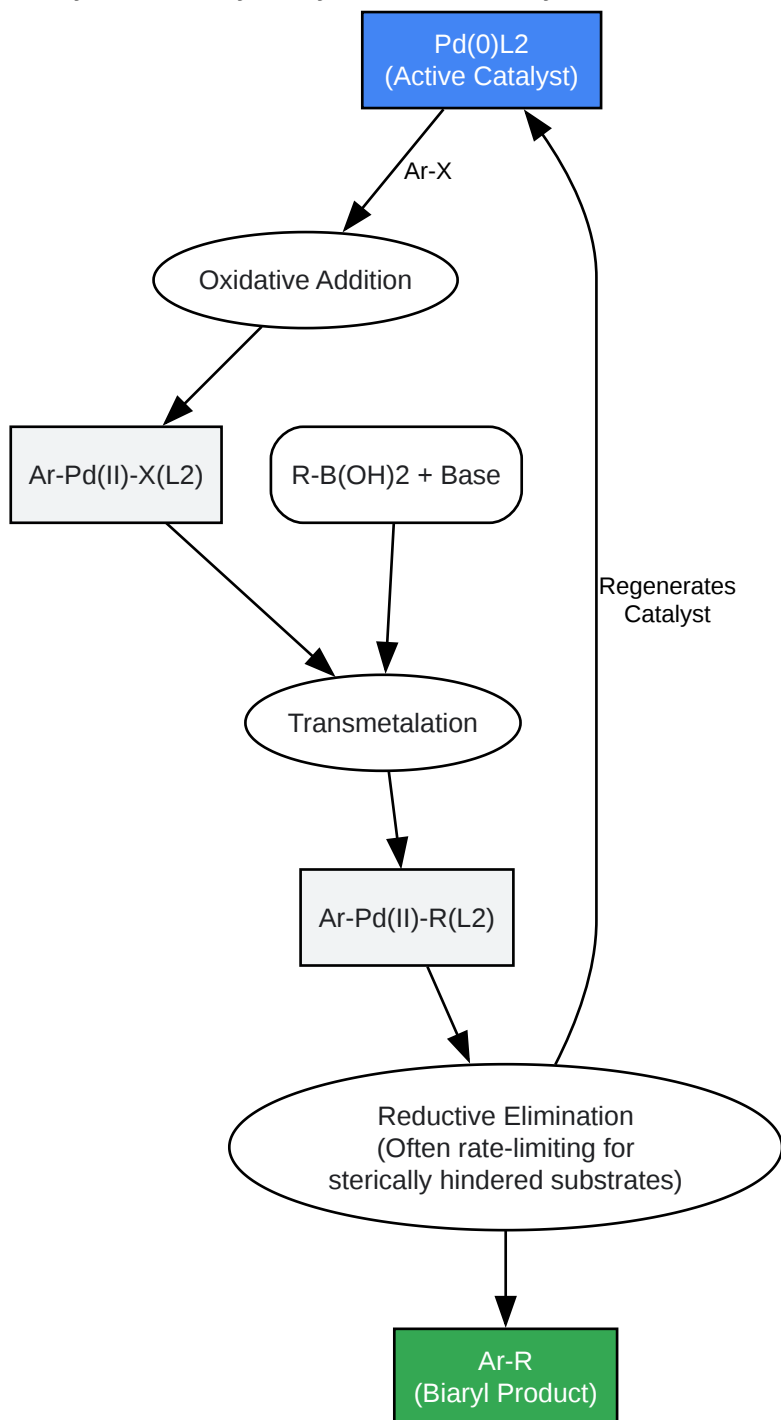 Pd(0)L2
(Active Catalyst)
Ar-X
Oxidative Addition
Ar-Pd(II)-X(L2)
R-B(OH)2 + Base
Regenerates
Catalyst
Transmetalation
Ar-Pd(II)-R(L2)
Reductive Elimination
(Often rate-limiting for
sterically hindered substrates)
Ar-R
(Biaryl Product)